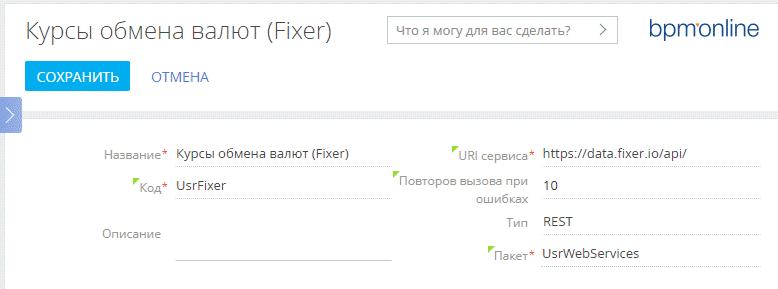 Курсы обмена валют (Fixer)
Что я могу для вас сделать?
bpm'online
СОХРАНИТЬ
ОТМЕНА
Название* Курсы обмена валют (Fixer)
Код* UsrFixer
Описание
URI сервиса* https://data.fixer.io/api/
Повторов вызова при
ошибках
10
Тип REST
Пакет* UsrWebServices